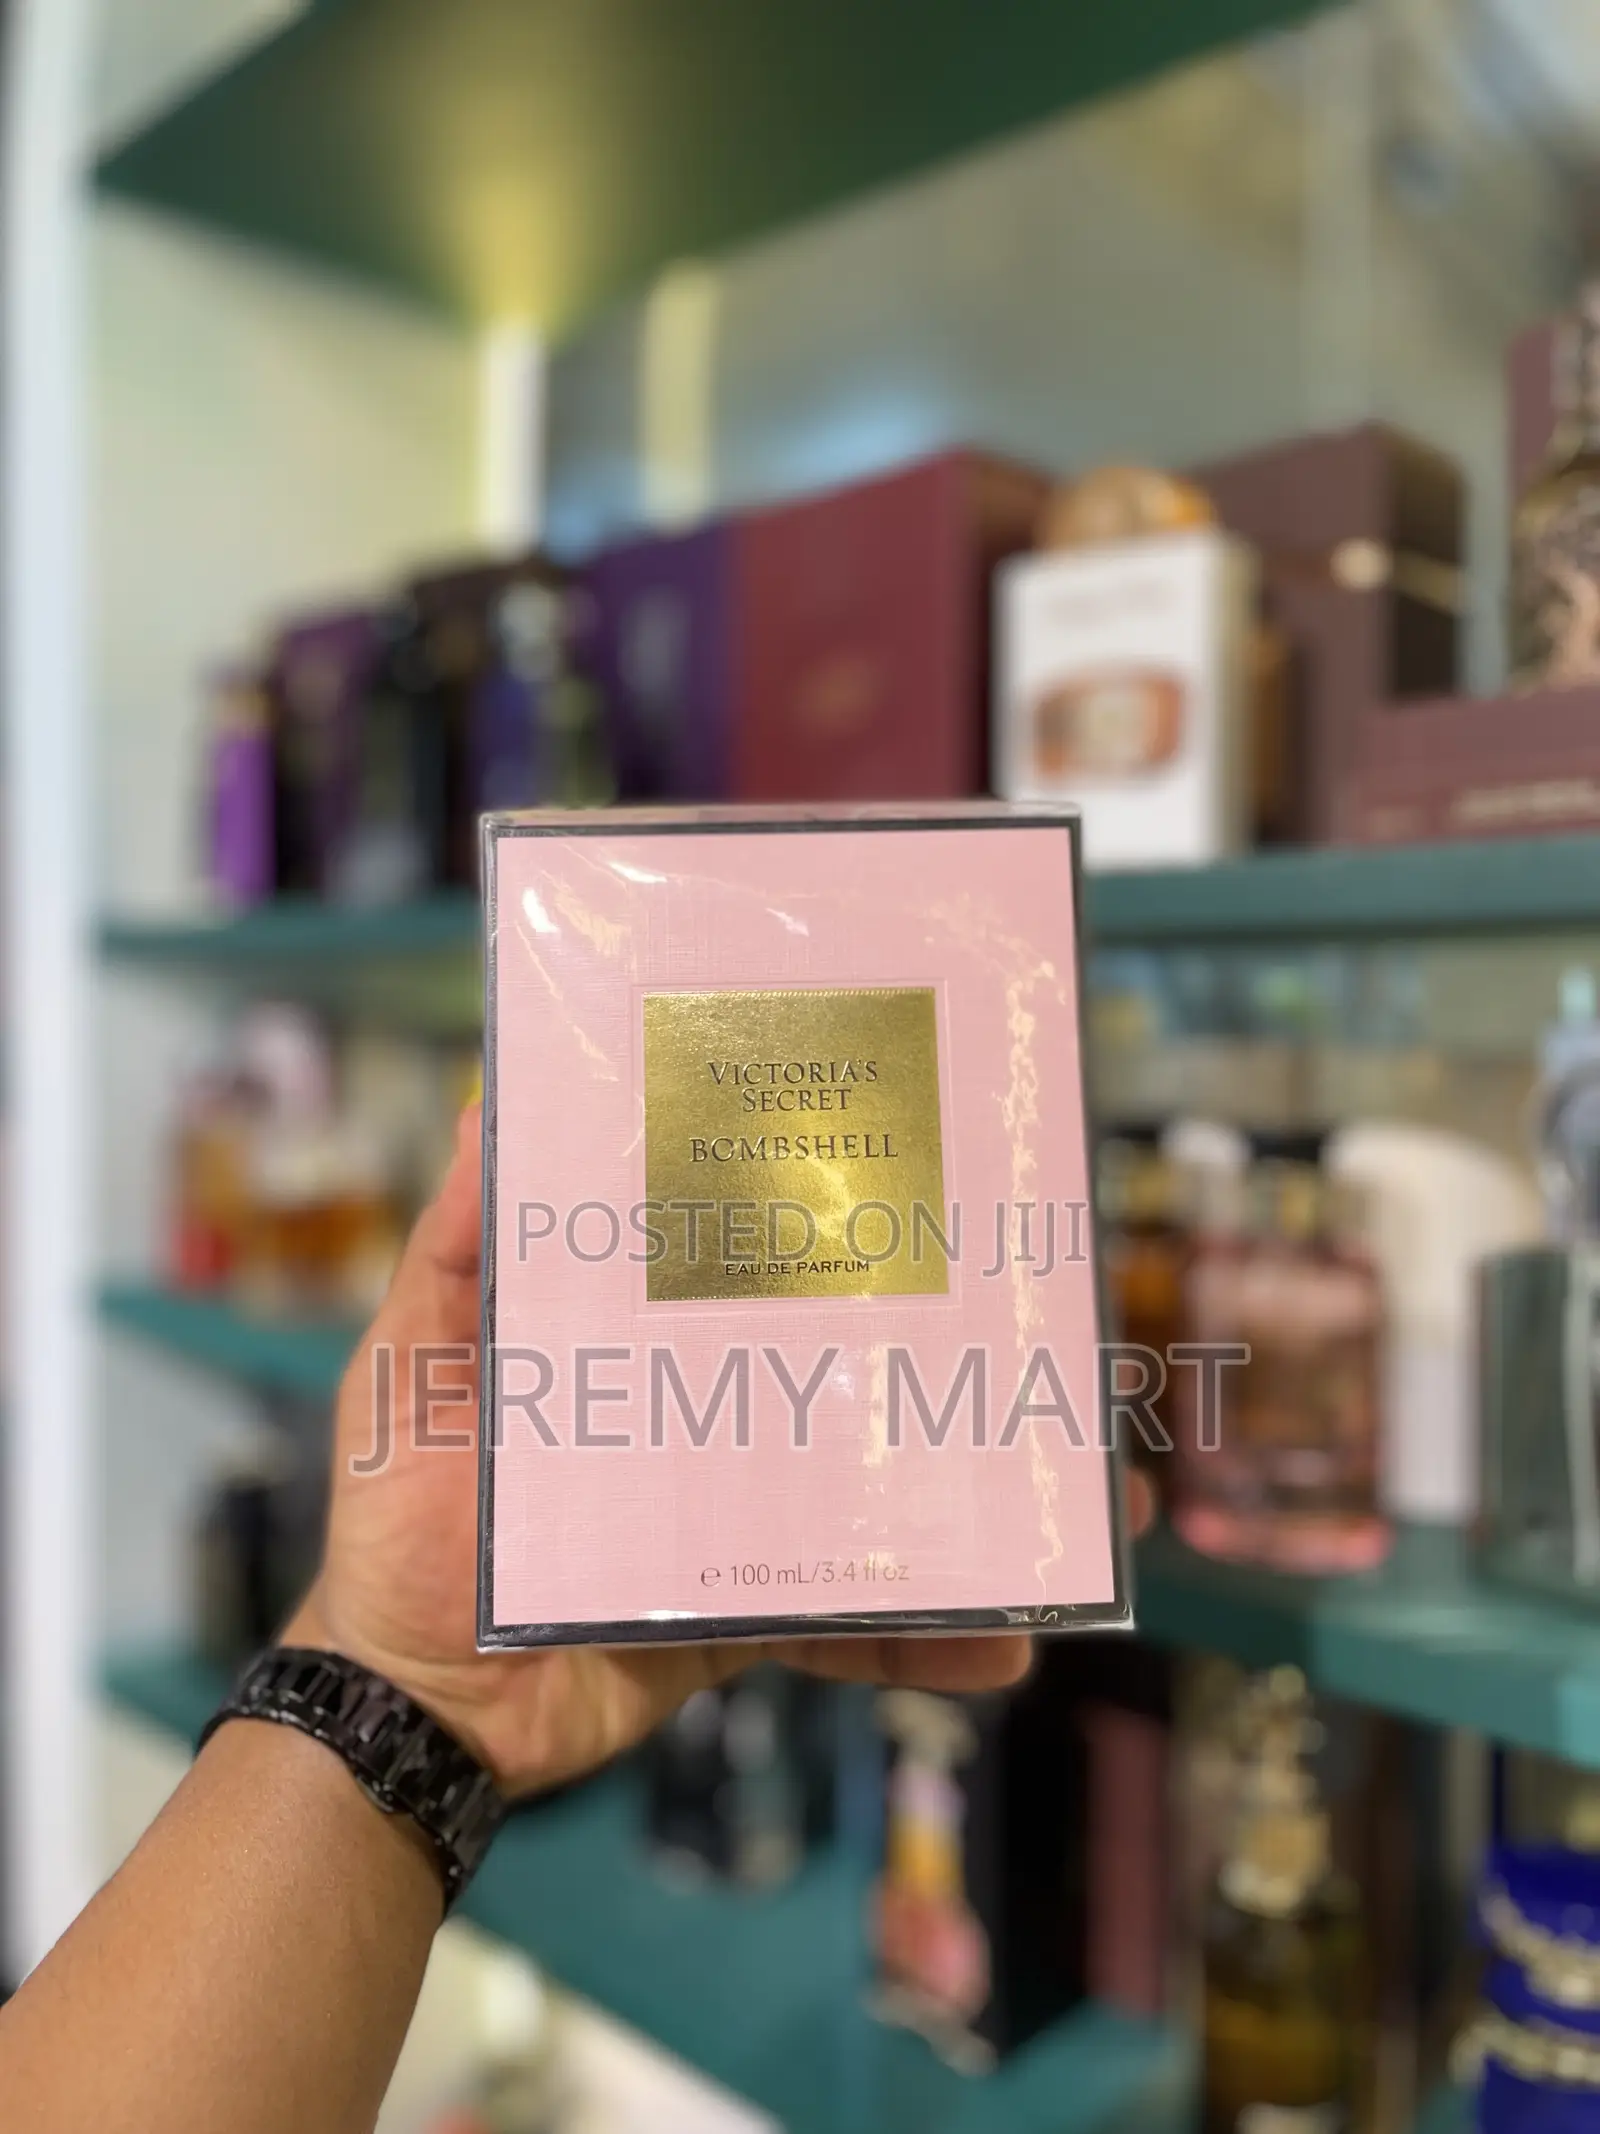 VICTORIA'S
SECRET
BOMBSHELL
POSTED ON JIJI
EAU DE PARFUM
JEREMY MART
℮ 100 mL/3.4 fl oz